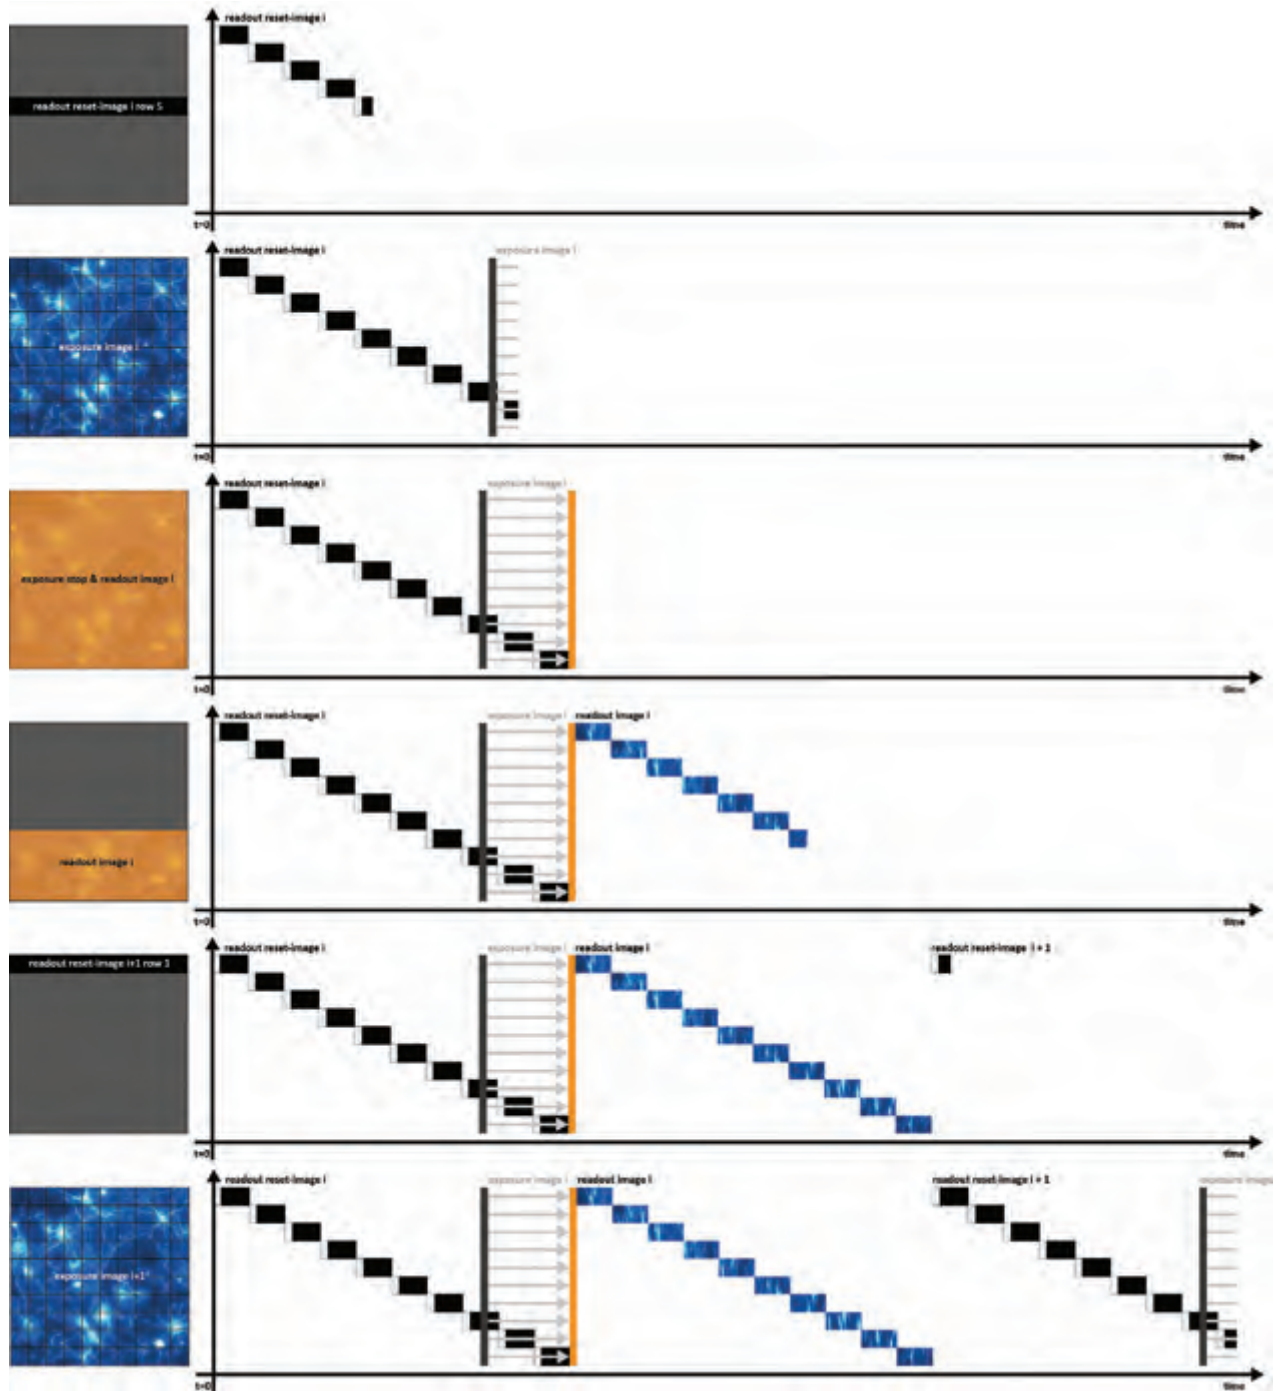 readout reset-image i
readout reset-image i row 5
t=0
time
readout reset-image i
exposure image i
exposure image i
t=0
time
readout reset-image i
exposure image i
exposure stop & readout image i
t=0
time
readout reset-image i
exposure image i
readout image i
readout image i
t=0
time
readout reset-image i
exposure image i
readout image i
readout reset-image i + 1
readout reset-image i+1 row 1
t=0
time
readout reset-image i
exposure image i
readout image i
readout reset-image i + 1
exposure image
exposure image i+1
t=0
time